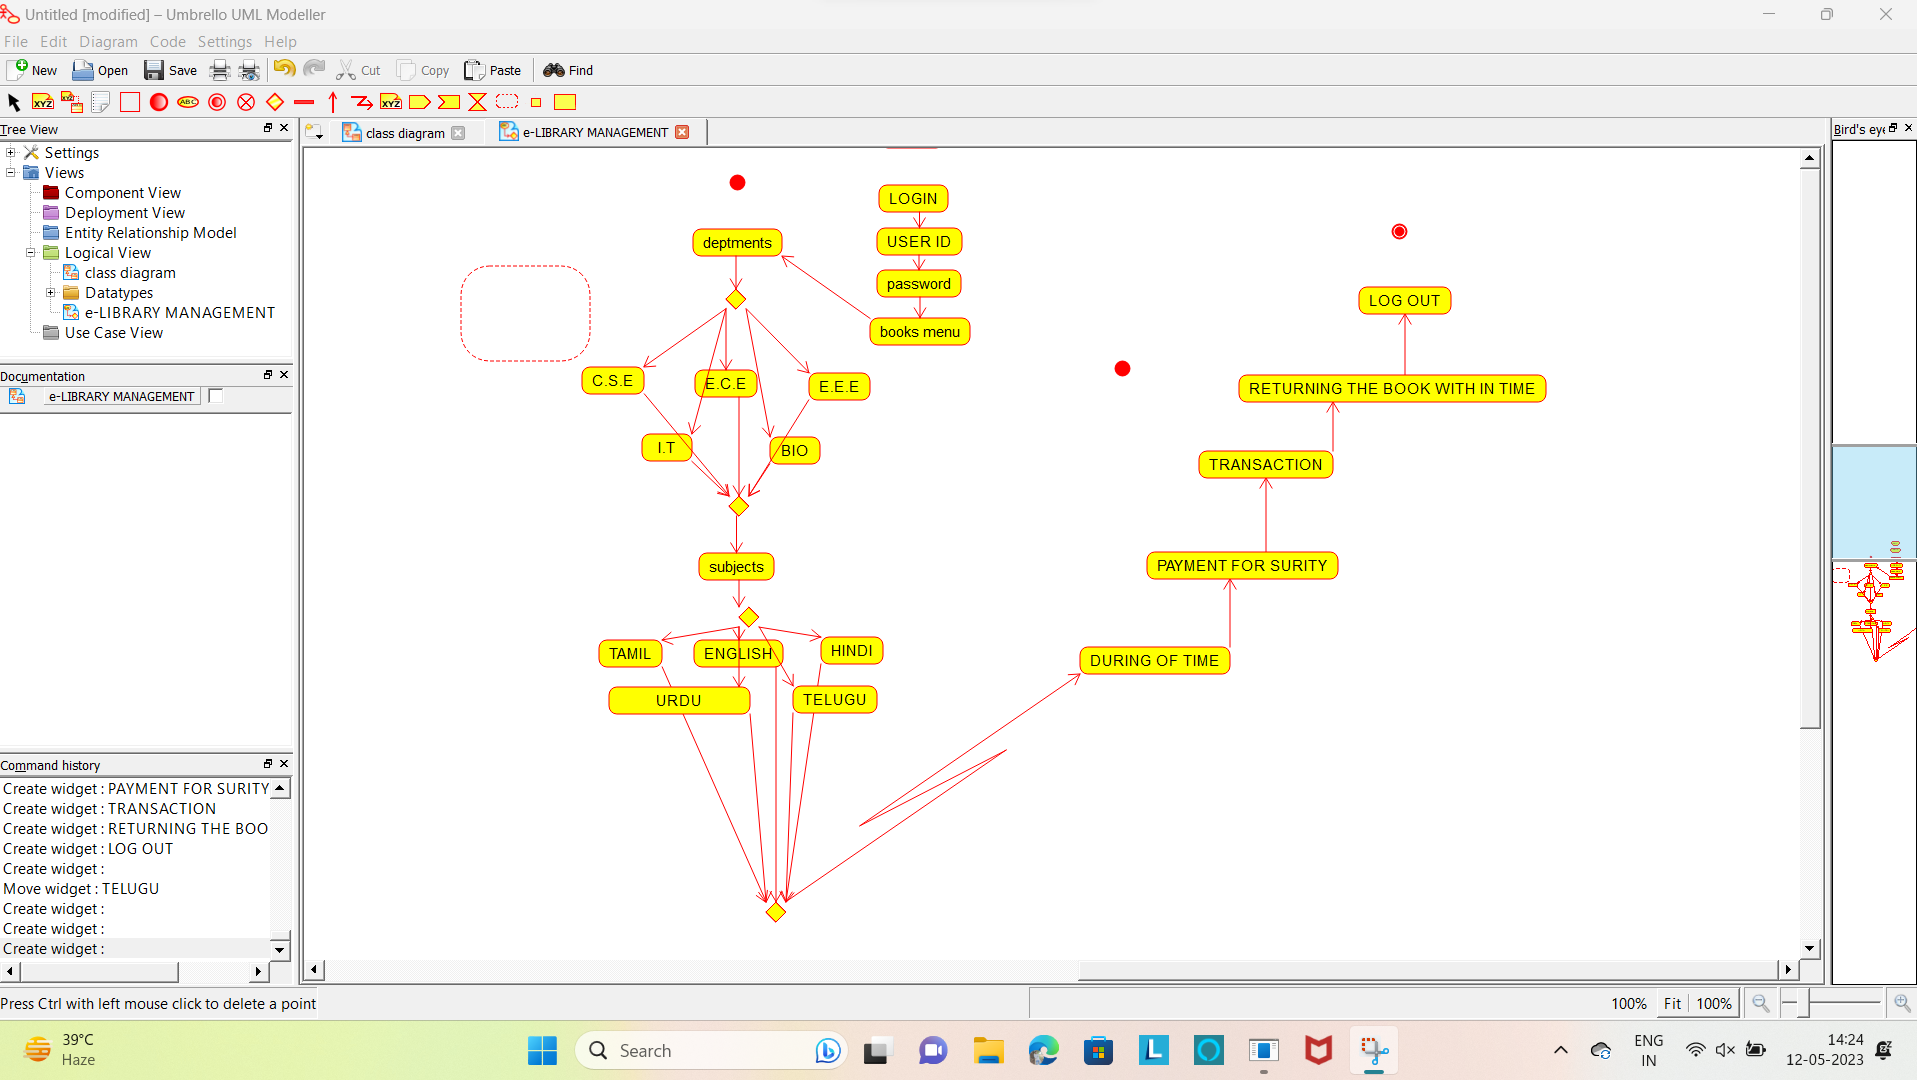 Untitled [modified] – Umbrello UML Modeller
File Edit Diagram Code Settings Help
New Open Save Cut Copy Paste Find
XYZ XYZ ABC XYZ
Tree View
class diagram
e-LIBRARY MANAGEMENT
Bird's eye
Settings
Views
Component View
Deployment View
Entity Relationship Model
Logical View
class diagram
Datatypes
e-LIBRARY MANAGEMENT
Use Case View
Documentation
e-LIBRARY MANAGEMENT
Command history
Create widget : PAYMENT FOR SURITY
Create widget : TRANSACTION
Create widget : RETURNING THE BOO
Create widget : LOG OUT
Create widget :
Move widget : TELUGU
Create widget :
Create widget :
Create widget :
LOGIN
USER ID
password
books menu
deptments
C.S.E
E.C.E
E.E.E
I.T
BIO
subjects
TAMIL
ENGLISH
HINDI
URDU
TELUGU
LOG OUT
RETURNING THE BOOK WITH IN TIME
TRANSACTION
PAYMENT FOR SURITY
DURING OF TIME
Press Ctrl with left mouse click to delete a point
100% Fit 100%
39°C
Haze
Search
ENG
IN
14:24
12-05-2023